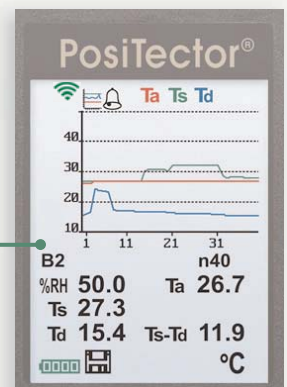 PosiTector®
Ta Ts Td
40
30
20
10
1 11 21 31
B2 n40
%RH 50.0 Ta 26.7
Ts 27.3
Td 15.4 Ts-Td 11.9
°C